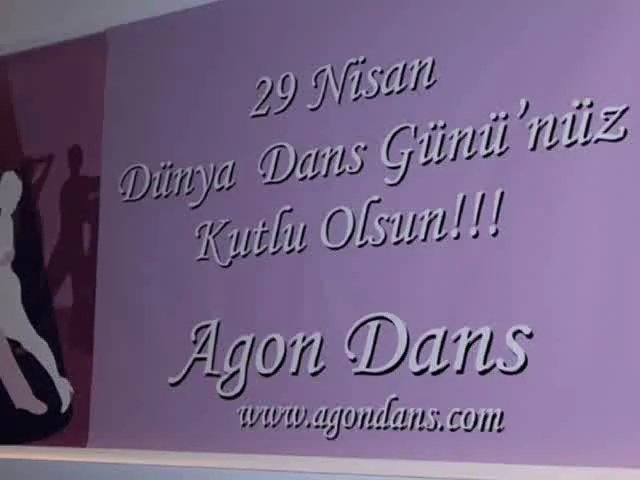 29 Nisan
Dünya Dans Günü'nüz
Kutlu Olsun!!!
Agon Dans
www.agondans.com